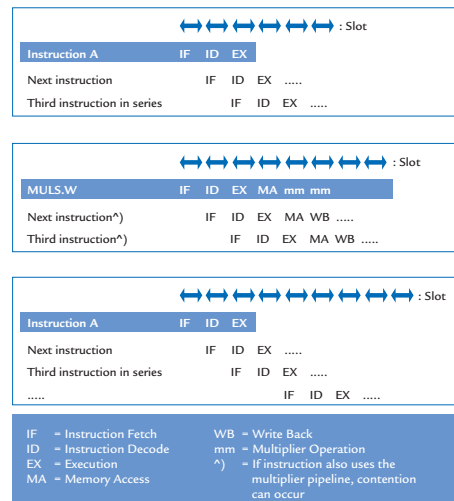 : Slot
Instruction A IF ID EX
Next instruction IF ID EX .....
Third instruction in series IF ID EX .....
: Slot
MULS.W IF ID EX MA mm mm
Next instruction^) IF ID EX MA WB .....
Third instruction^) IF ID EX MA WB .....
: Slot
Instruction A IF ID EX
Next instruction IF ID EX .....
Third instruction in series IF ID EX .....
..... IF ID EX .....
IF = Instruction Fetch
ID = Instruction Decode
EX = Execution
MA = Memory Access
WB = Write Back
mm = Multiplier Operation
^) = If instruction also uses the
multiplier pipeline, contention
can occur